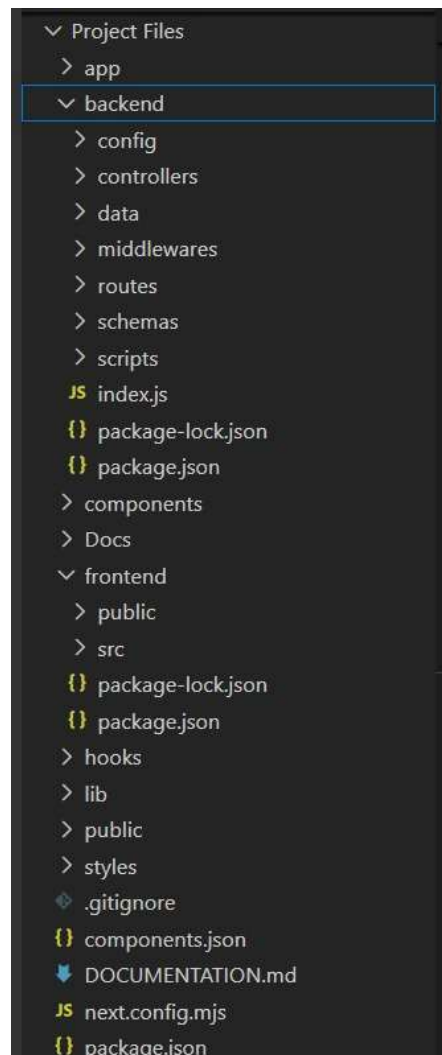 Project Files
app
backend
config
controllers
data
middlewares
routes
schemas
scripts
JS index.js
{} package-lock.json
{} package.json
components
Docs
frontend
public
src
{} package-lock.json
{} package.json
hooks
lib
public
styles
.gitignore
{} components.json
DOCUMENTATION.md
JS next.config.mjs
{} package.json